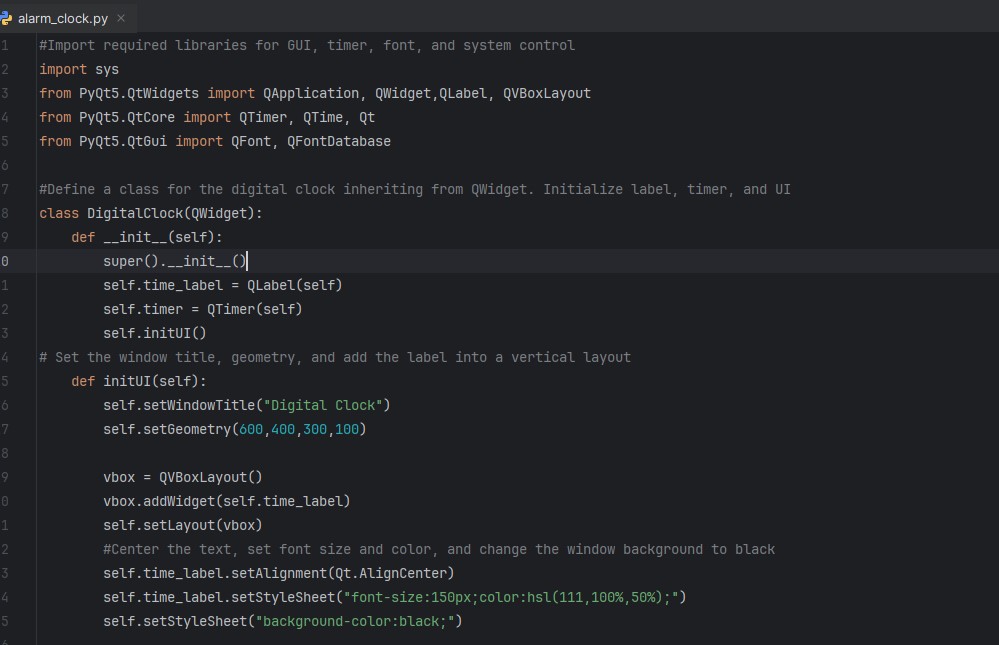 alarm_clock.py ×
1 #Import required libraries for GUI, timer, font, and system control
2 import sys
3 from PyQt5.QtWidgets import QApplication, QWidget,QLabel, QVBoxLayout
4 from PyQt5.QtCore import QTimer, QTime, Qt
5 from PyQt5.QtGui import QFont, QFontDatabase
6
7 #Define a class for the digital clock inheriting from QWidget. Initialize label, timer, and UI
8 class DigitalClock(QWidget):
9     def __init__(self):
0         super().__init__()
1         self.time_label = QLabel(self)
2         self.timer = QTimer(self)
3         self.initUI()
4 # Set the window title, geometry, and add the label into a vertical layout
5     def initUI(self):
6         self.setWindowTitle("Digital Clock")
7         self.setGeometry(600,400,300,100)
8
9         vbox = QVBoxLayout()
0         vbox.addWidget(self.time_label)
1         self.setLayout(vbox)
2         #Center the text, set font size and color, and change the window background to black
3         self.time_label.setAlignment(Qt.AlignCenter)
4         self.time_label.setStyleSheet("font-size:150px;color:hsl(111,100%,50%);")
5         self.setStyleSheet("background-color:black;")